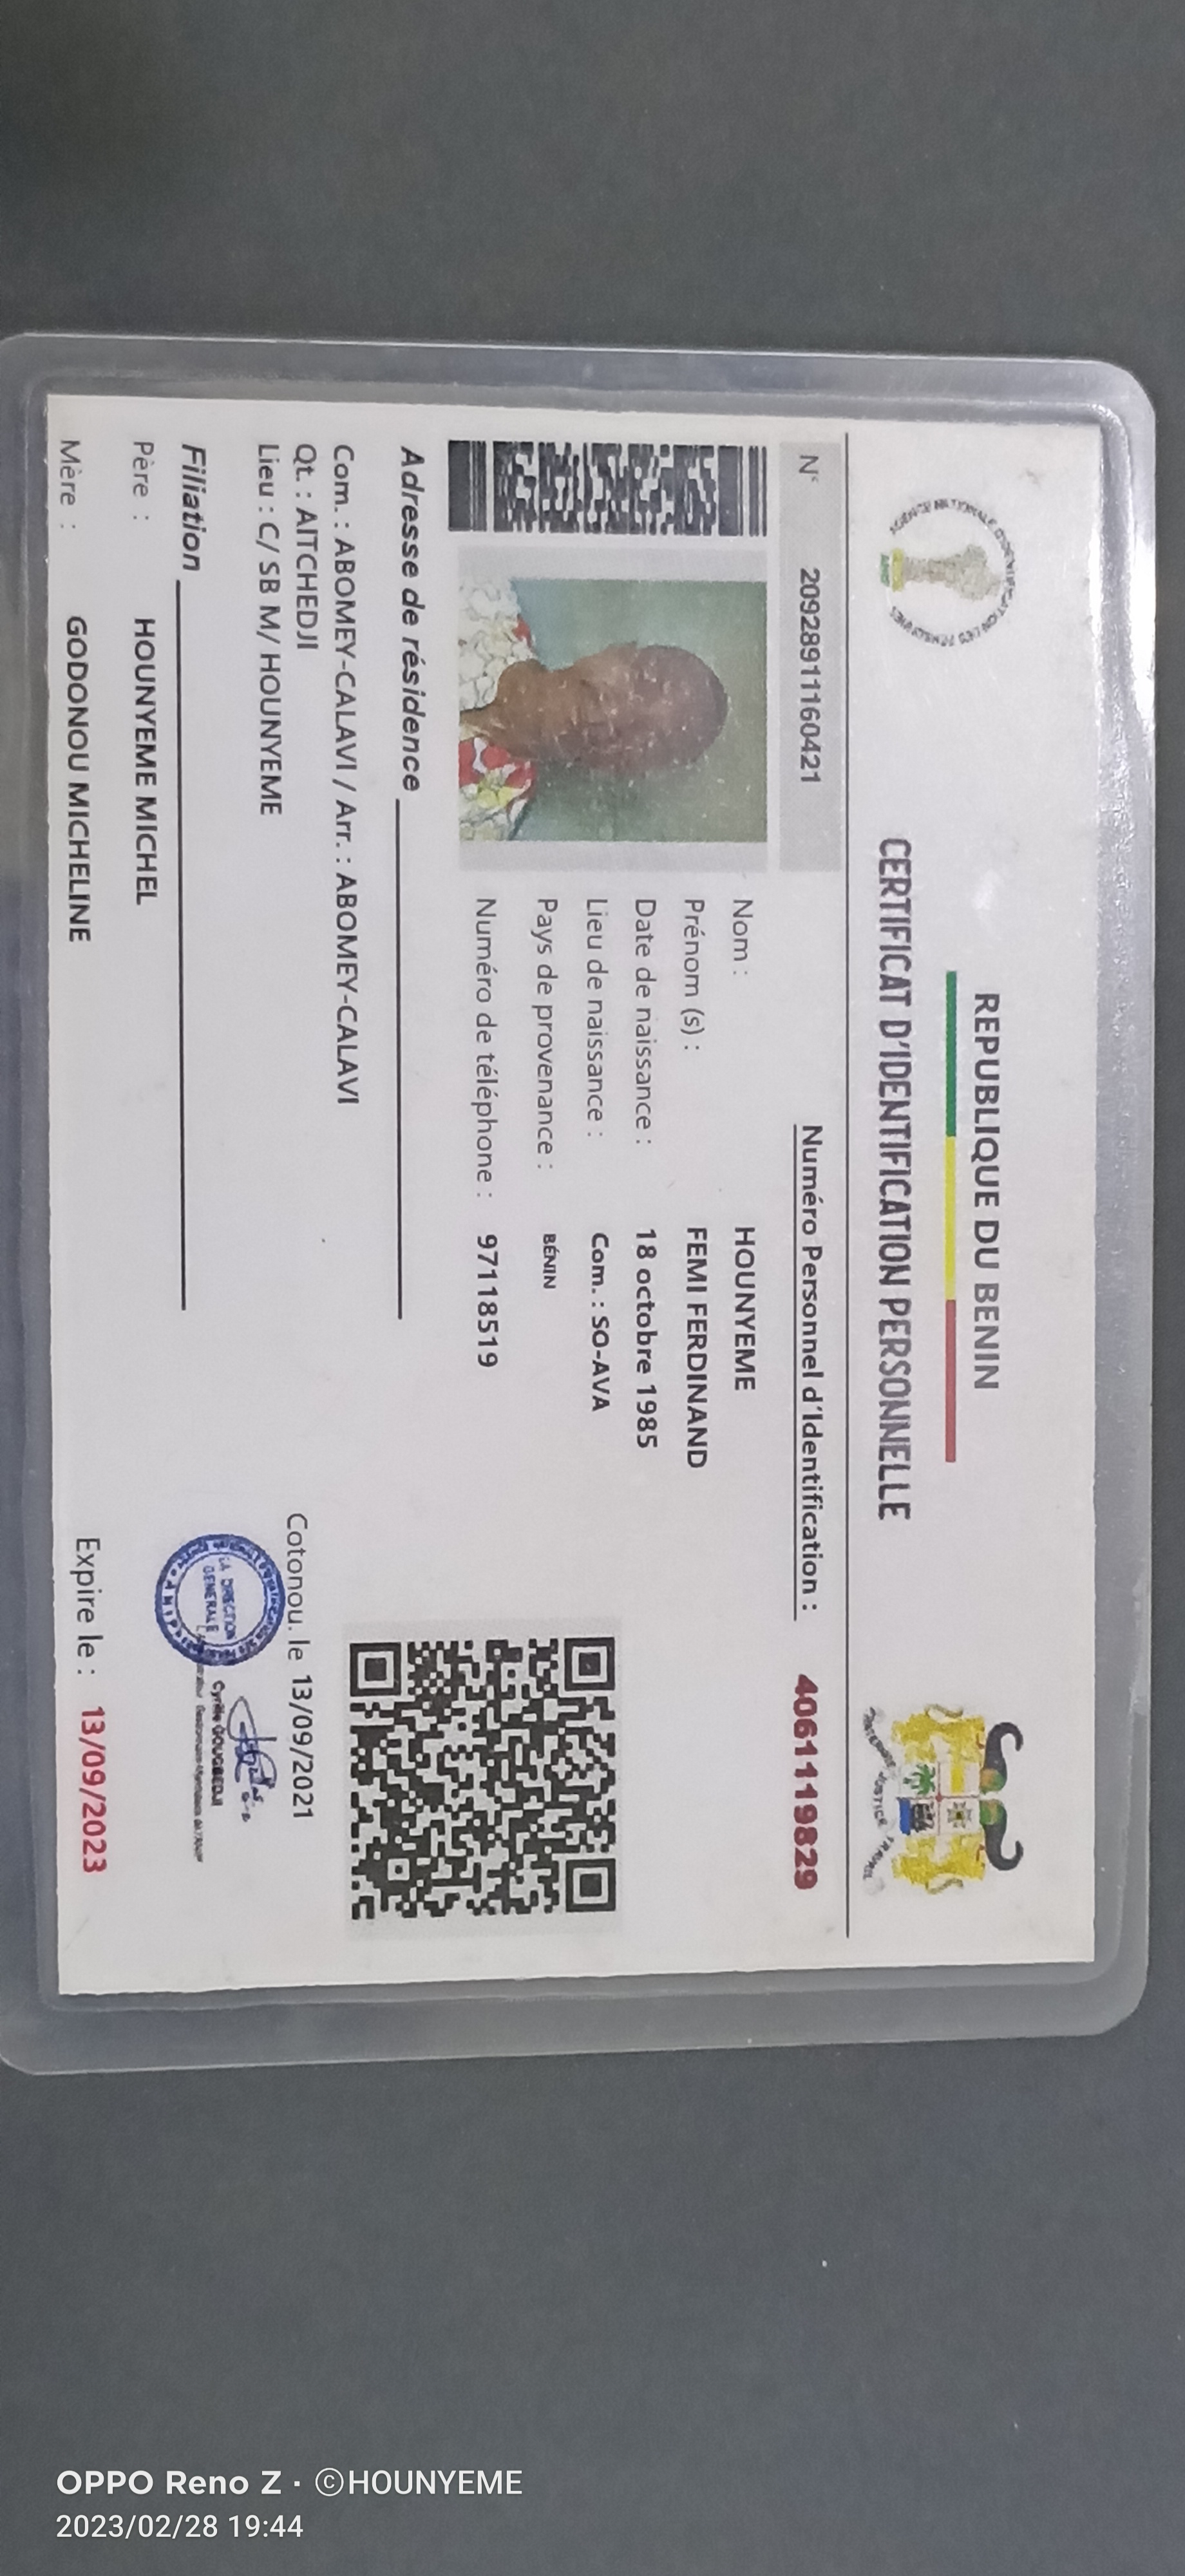 REPUBLIQUE DU BENIN
CERTIFICAT D'IDENTIFICATION PERSONNELLE
AGENCE NATIONALE D'IDENTIFICATION DES PERSONNES
FRATERNITE JUSTICE TRAVAIL
N° 20928911160421
Numéro Personnel d'Identification : 4061119829
Nom : HOUNYEME
Prénom (s) : FEMI FERDINAND
Date de naissance : 18 octobre 1985
Lieu de naissance : Com. : SO-AVA
Pays de provenance : BÉNIN
Numéro de téléphone : 97118519
Adresse de résidence
Com. : ABOMEY-CALAVI / Arr. : ABOMEY-CALAVI
Qt. : AITCHEDJI
Lieu : C/ SB M/ HOUNYEME
Cotonou. le 13/09/2021
LA DIRECTION
GENERALE
Cyrille GOUGBEDJI
Filiation
Père : HOUNYEME MICHEL
Mère : GODONOU MICHELINE
Expire le : 13/09/2023
OPPO Reno Z · ©HOUNYEME
2023/02/28 19:44